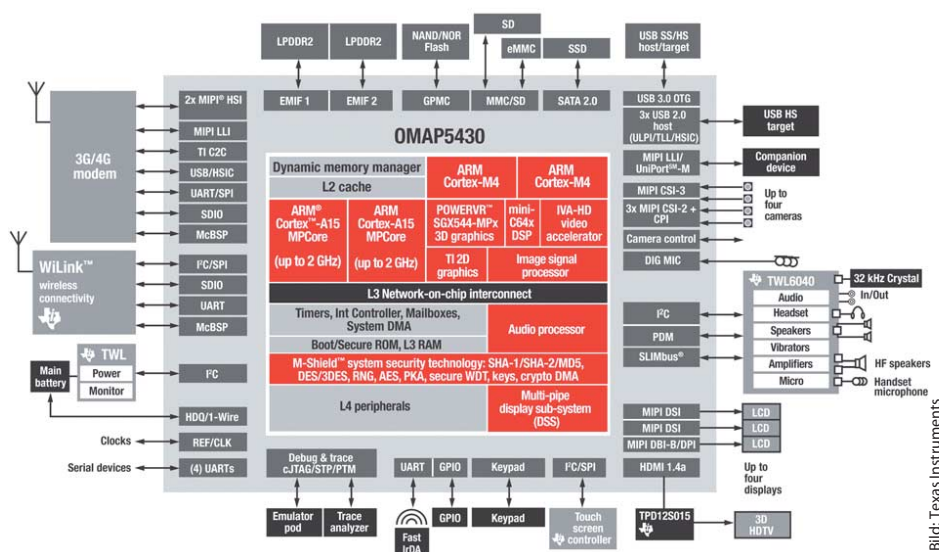 SD
LPDDR2
LPDDR2
NAND/NOR
Flash
eMMC
SSD
USB SS/HS
host/target
EMIF 1
EMIF 2
GPMC
MMC/SD
SATA 2.0
USB 3.0 OTG
3x USB 2.0
host
(ULPI/TLL/HSIC)
USB HS
target
MIPI LLI/
UniPort™-M
Companion
device
MIPI CSI-3
3x MIPI CSI-2 +
CPI
Up to
four
cameras
Camera control
DIG MIC
3G/4G
modem
2x MIPI® HSI
MIPI LLI
TI C2C
USB/HSIC
UART/SPI
SDIO
McBSP
WiLink™
wireless
connectivity
I²C/SPI
SDIO
UART
McBSP
TWL
Power
Monitor
Main
battery
I²C
HDQ/1-Wire
Clocks
REF/CLK
Serial devices
(4) UARTs
OMAP5430
Dynamic memory manager
L2 cache
ARM
Cortex-M4
ARM
Cortex-M4
ARM®
Cortex™-A15
MPCore
(up to 2 GHz)
ARM
Cortex-A15
MPCore
(up to 2 GHz)
POWERVR™
SGX544-MPx
3D graphics
mini-
C64x
DSP
IVA-HD
video
accelerator
TI 2D
graphics
Image signal
processor
L3 Network-on-chip interconnect
Timers, Int Controller, Mailboxes,
System DMA
Boot/Secure ROM, L3 RAM
Audio processor
M-Shield™ system security technology: SHA-1/SHA-2/MD5,
DES/3DES, RNG, AES, PKA, secure WDT, keys, crypto DMA
L4 peripherals
Multi-pipe
display sub-system
(DSS)
I²C
PDM
SLIMbus®
TWL6040
Audio
Headset
Speakers
Vibrators
Amplifiers
Micro
32 kHz Crystal
In/Out
HF speakers
Handset
microphone
MIPI DSI
LCD
MIPI DSI
LCD
MIPI DBI-B/DPI
LCD
HDMI 1.4a
Up to
four
displays
Debug & trace
cJTAG/STP/PTM
UART
GPIO
Keypad
I²C/SPI
Emulator
pod
Trace
analyzer
Fast
IrDA
GPIO
Keypad
Touch
screen
controller
TPD12S015
3D
HDTV
Bild: Texas Instruments